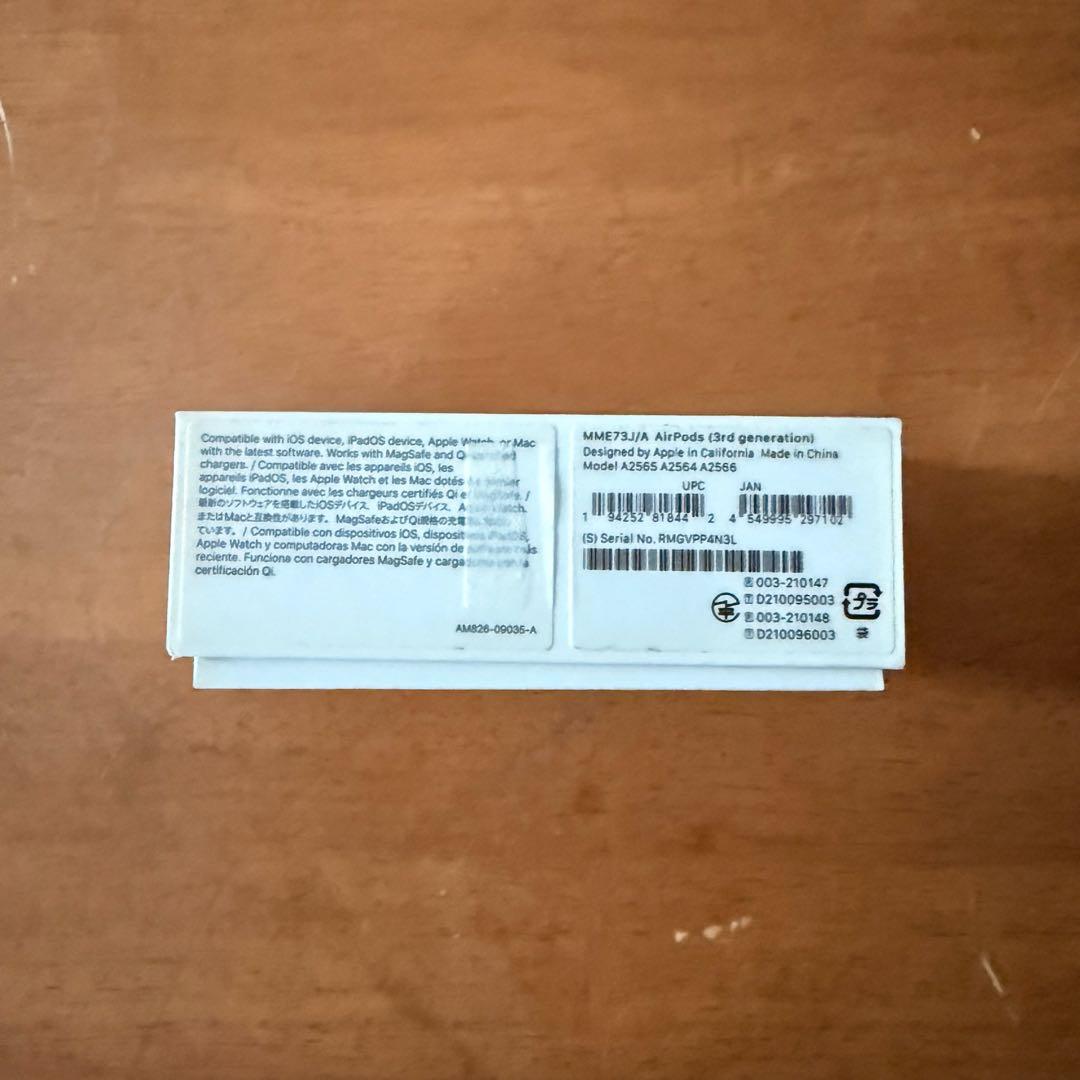 Compatible with iOS device, iPadOS device, Apple Watch or Mac
with the latest software. Works with MagSafe and Qi-certified
chargers. / Compatible avec les appareils iOS, les
appareils iPadOS, les Apple Watch et les Mac dotés du dernier
logiciel. Fonctionne avec les chargeurs certifiés Qi et MagSafe. /
最新のソフトウェアを搭載したiOSデバイス、iPadOSデバイス、Apple Watch、
またはMacと互換性があります。MagSafeおよびQi規格の充電
ています。/ Compatible con dispositivos iOS, dispositivos iPadOS,
Apple Watch y computadoras Mac con la versión de software más
reciente. Funciona con cargadores MagSafe y cargadores con la
certificación Qi.
AM826-09035-A
MME73J/A AirPods (3rd generation)
Designed by Apple in California Made in China
Model A2565 A2564 A2566
UPC JAN
1 94252 81844 2 4 549995 297102
(S) Serial No. RMGVPP4N3L
003-210147
D210095003
003-210148
D210096003
プラ
袋